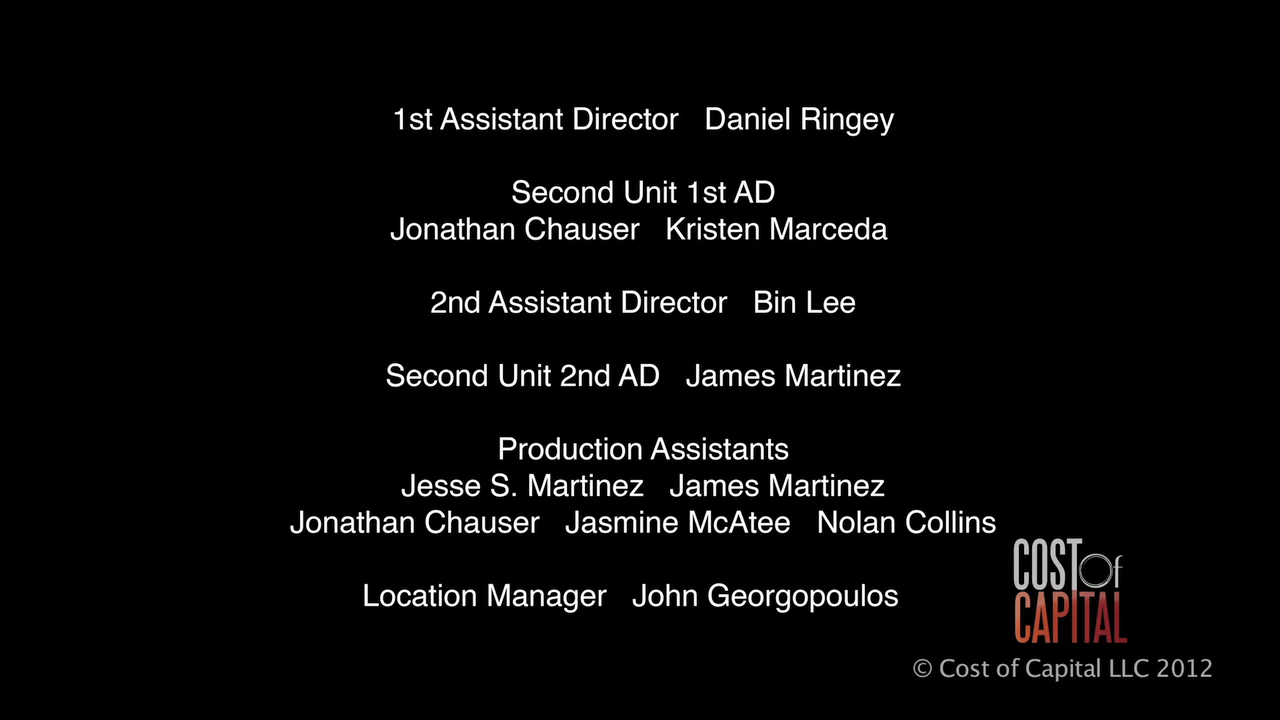 1st Assistant Director Daniel Ringey
Second Unit 1st AD
Jonathan Chauser Kristen Marceda
2nd Assistant Director Bin Lee
Second Unit 2nd AD James Martinez
Production Assistants
Jesse S. Martinez James Martinez
Jonathan Chauser Jasmine McAtee Nolan Collins
Location Manager John Georgopoulos
COST of
CAPITAL
© Cost of Capital LLC 2012